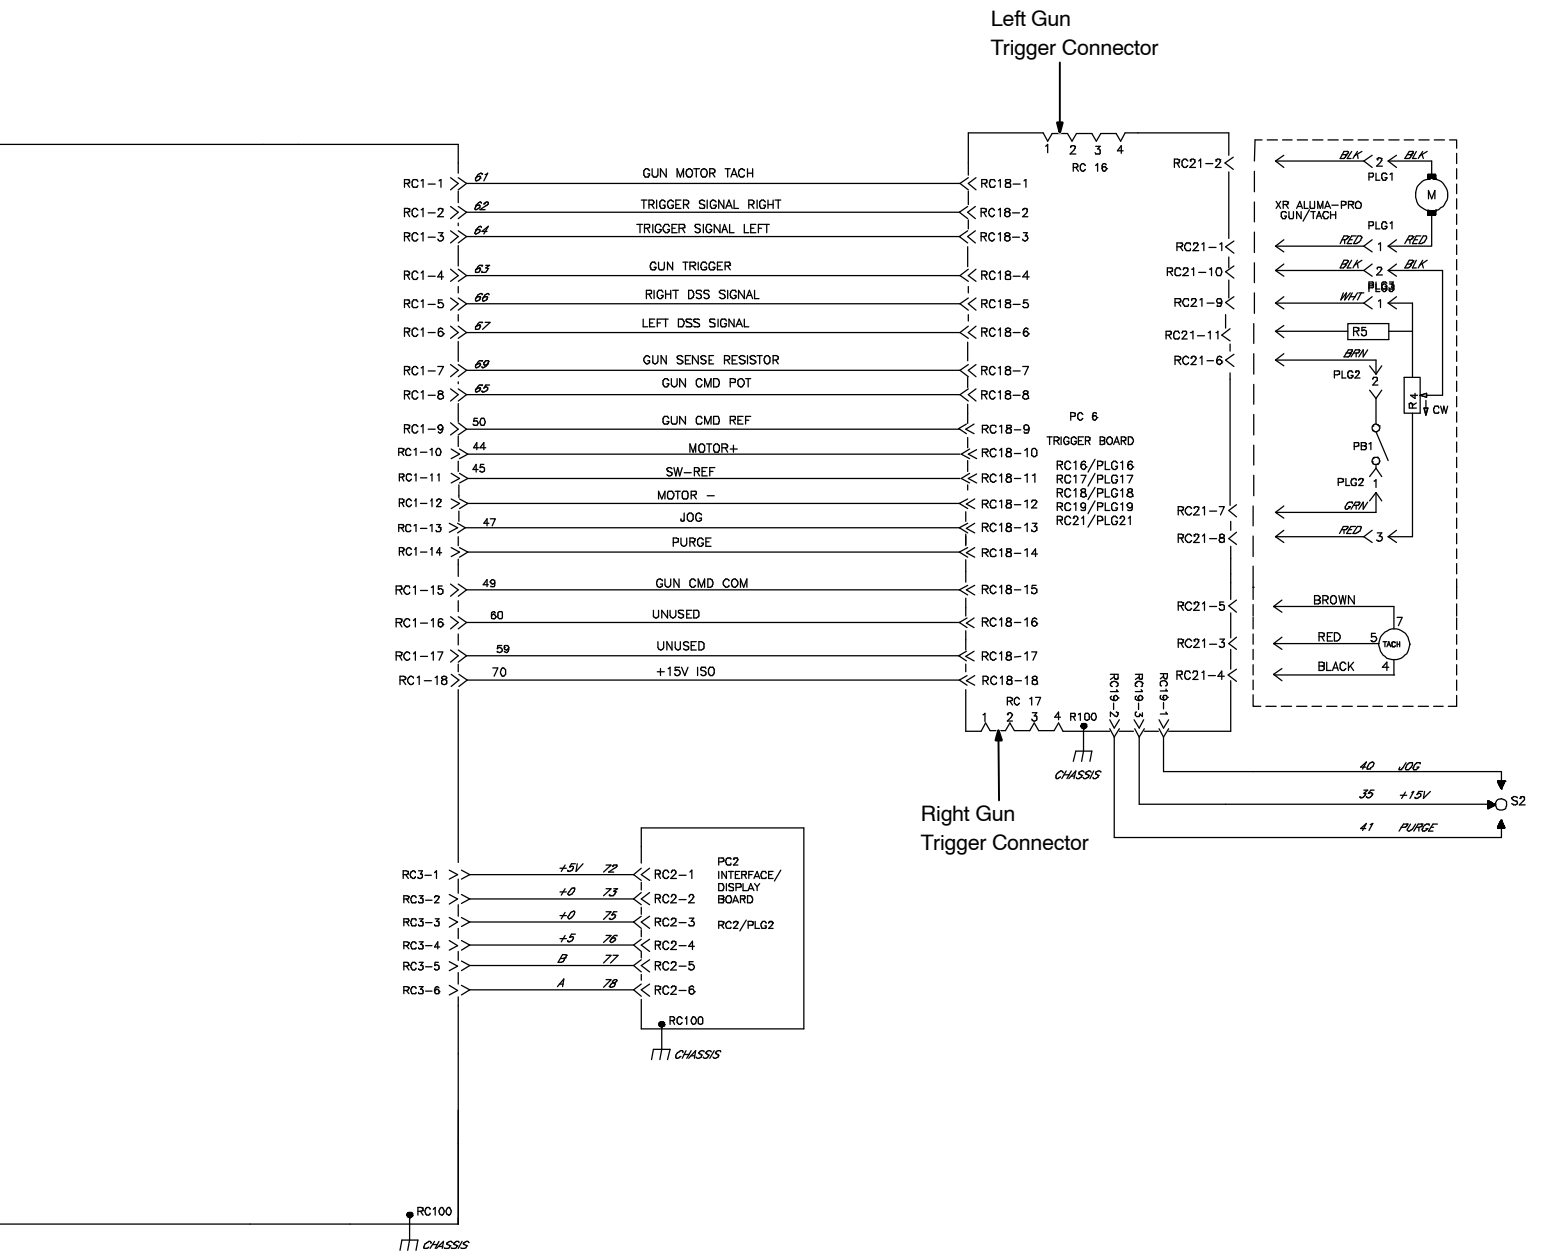 Left Gun
Trigger Connector
1 2 3 4
RC 16
RC1-1 61 GUN MOTOR TACH RC18-1
RC1-2 62 TRIGGER SIGNAL RIGHT RC18-2
RC1-3 64 TRIGGER SIGNAL LEFT RC18-3
RC1-4 63 GUN TRIGGER RC18-4
RC1-5 66 RIGHT DSS SIGNAL RC18-5
RC1-6 67 LEFT DSS SIGNAL RC18-6
RC1-7 69 GUN SENSE RESISTOR RC18-7
RC1-8 65 GUN CMD POT RC18-8
RC1-9 50 GUN CMD REF RC18-9
RC1-10 44 MOTOR+ RC18-10
RC1-11 45 SW-REF RC18-11
RC1-12 MOTOR - RC18-12
RC1-13 47 JOG RC18-13
RC1-14 PURGE RC18-14
RC1-15 49 GUN CMD COM RC18-15
RC1-16 60 UNUSED RC18-16
RC1-17 59 UNUSED RC18-17
RC1-18 70 +15V ISO RC18-18
PC 6
TRIGGER BOARD
RC16/PLG16
RC17/PLG17
RC18/PLG18
RC19/PLG19
RC21/PLG21
RC21-2
RC21-1
RC21-10
RC21-9
RC21-11
RC21-6
RC21-7
RC21-8
RC21-5
RC21-3
RC21-4
BLK 2 BLK
PLG1
M
XR ALUMA-PRO
GUN/TACH
PLG1
RED 1 RED
BLK 2 BLK
PLG3
WHT 1
R5
BRN
PLG2
2
R4
CW
PB1
PLG2 1
GRN
RED 3
BROWN
7
RED 5 TACH
BLACK 4
RC 17
1 2 3 4 R100
CHASSIS
RC19-2
RC19-3
RC19-1
40 JOG
35 +15V S2
41 PURGE
Right Gun
Trigger Connector
RC3-1 +5V 72 RC2-1
RC3-2 +0 73 RC2-2
RC3-3 +0 75 RC2-3
RC3-4 +5 76 RC2-4
RC3-5 B 77 RC2-5
RC3-6 A 78 RC2-6
PC2
INTERFACE/
DISPLAY
BOARD
RC2/PLG2
RC100
CHASSIS
RC100
CHASSIS